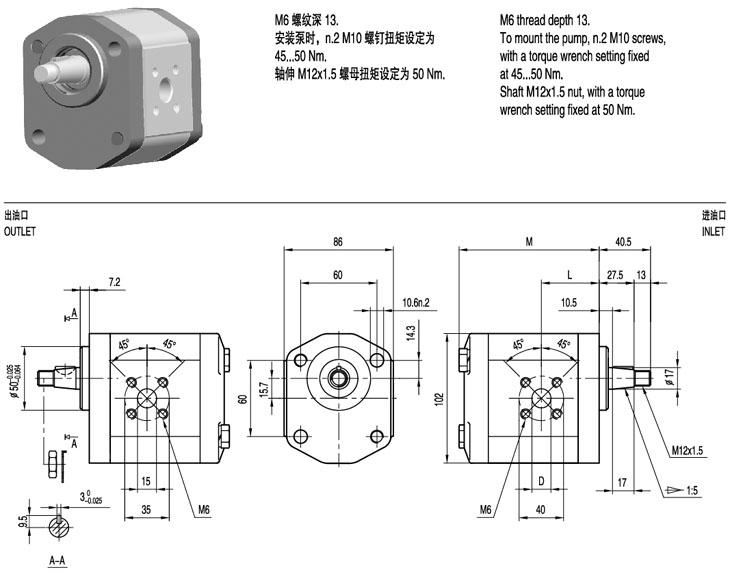 M6 螺纹深 13.
安装泵时，n.2 M10 螺钉扭矩设定为
45...50 Nm.
轴伸 M12x1.5 螺母扭矩设定为 50 Nm.
M6 thread depth 13.
To mount the pump, n.2 M10 screws,
with a torque wrench setting fixed
at 45...50 Nm.
Shaft M12x1.5 nut, with a torque
wrench setting fixed at 50 Nm.
出油口
OUTLET
进油口
INLET
7.2
A
45° 45°
ø50 -0.025 -0.064
A
15
35
M6
3 0 -0.025
9.5
A-A
86
60
10.6n.2
14.3
60
15.7
M
40.5
L
27.5
13
10.5
45° 45°
102
ø17
M12x1.5
M6
D
17
1:5
40